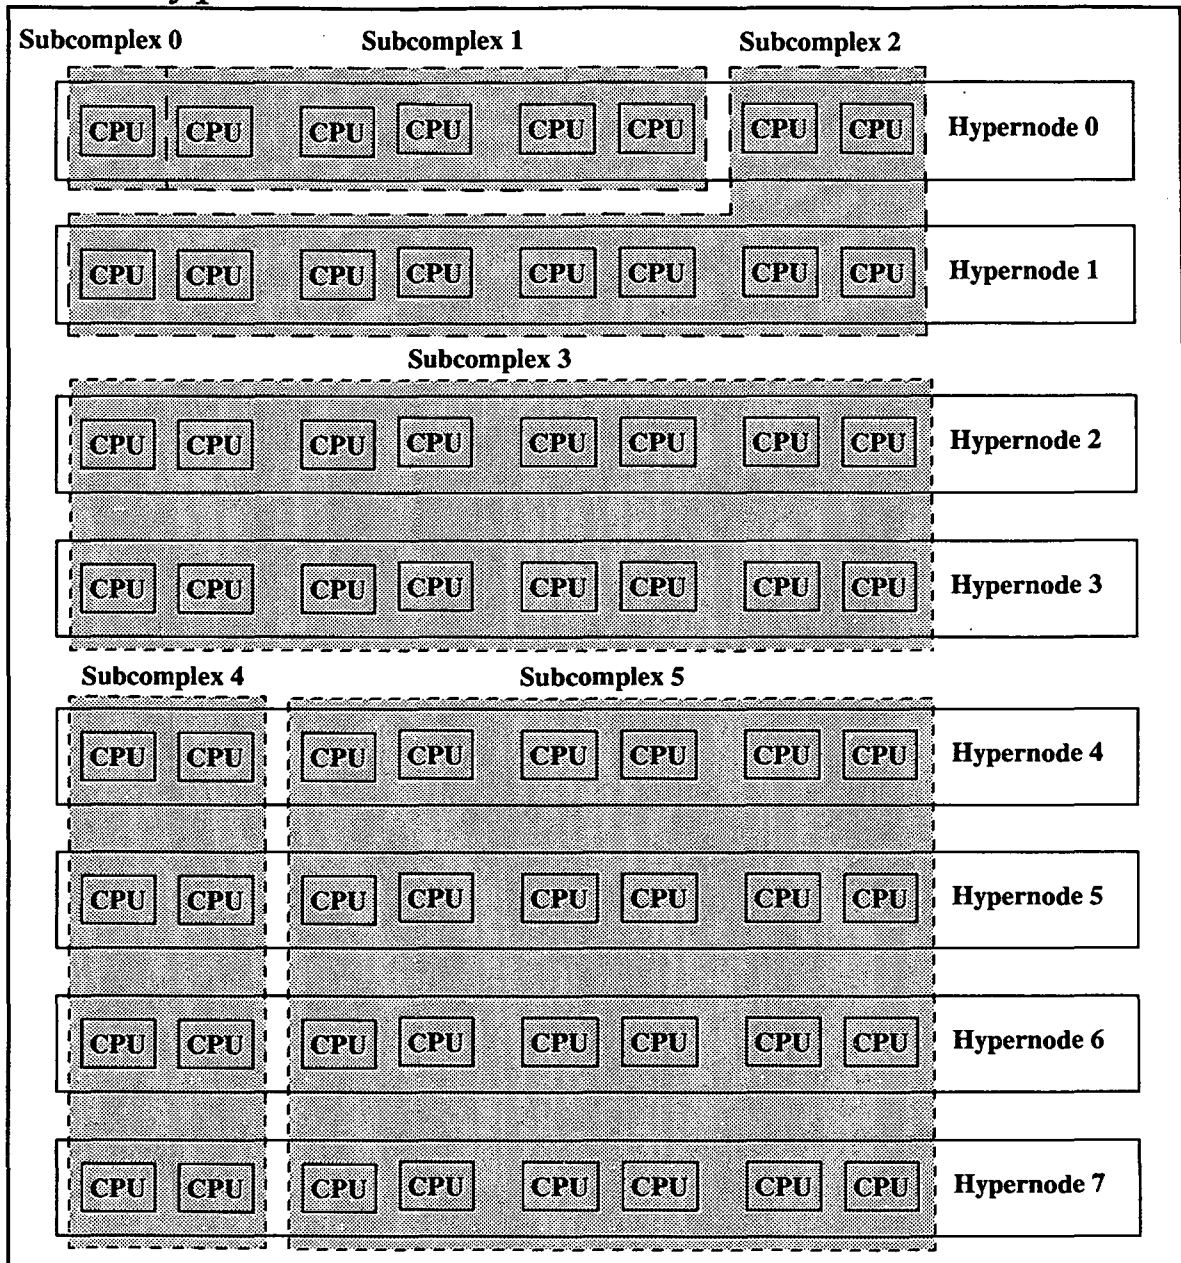 Subcomplex 0 Subcomplex 1 Subcomplex 2
CPU CPU CPU CPU CPU CPU CPU CPU Hypernode 0
CPU CPU CPU CPU CPU CPU CPU CPU Hypernode 1
Subcomplex 3
CPU CPU CPU CPU CPU CPU CPU CPU Hypernode 2
CPU CPU CPU CPU CPU CPU CPU CPU Hypernode 3
Subcomplex 4 Subcomplex 5
CPU CPU CPU CPU CPU CPU CPU CPU Hypernode 4
CPU CPU CPU CPU CPU CPU CPU CPU Hypernode 5
CPU CPU CPU CPU CPU CPU CPU CPU Hypernode 6
CPU CPU CPU CPU CPU CPU CPU CPU Hypernode 7